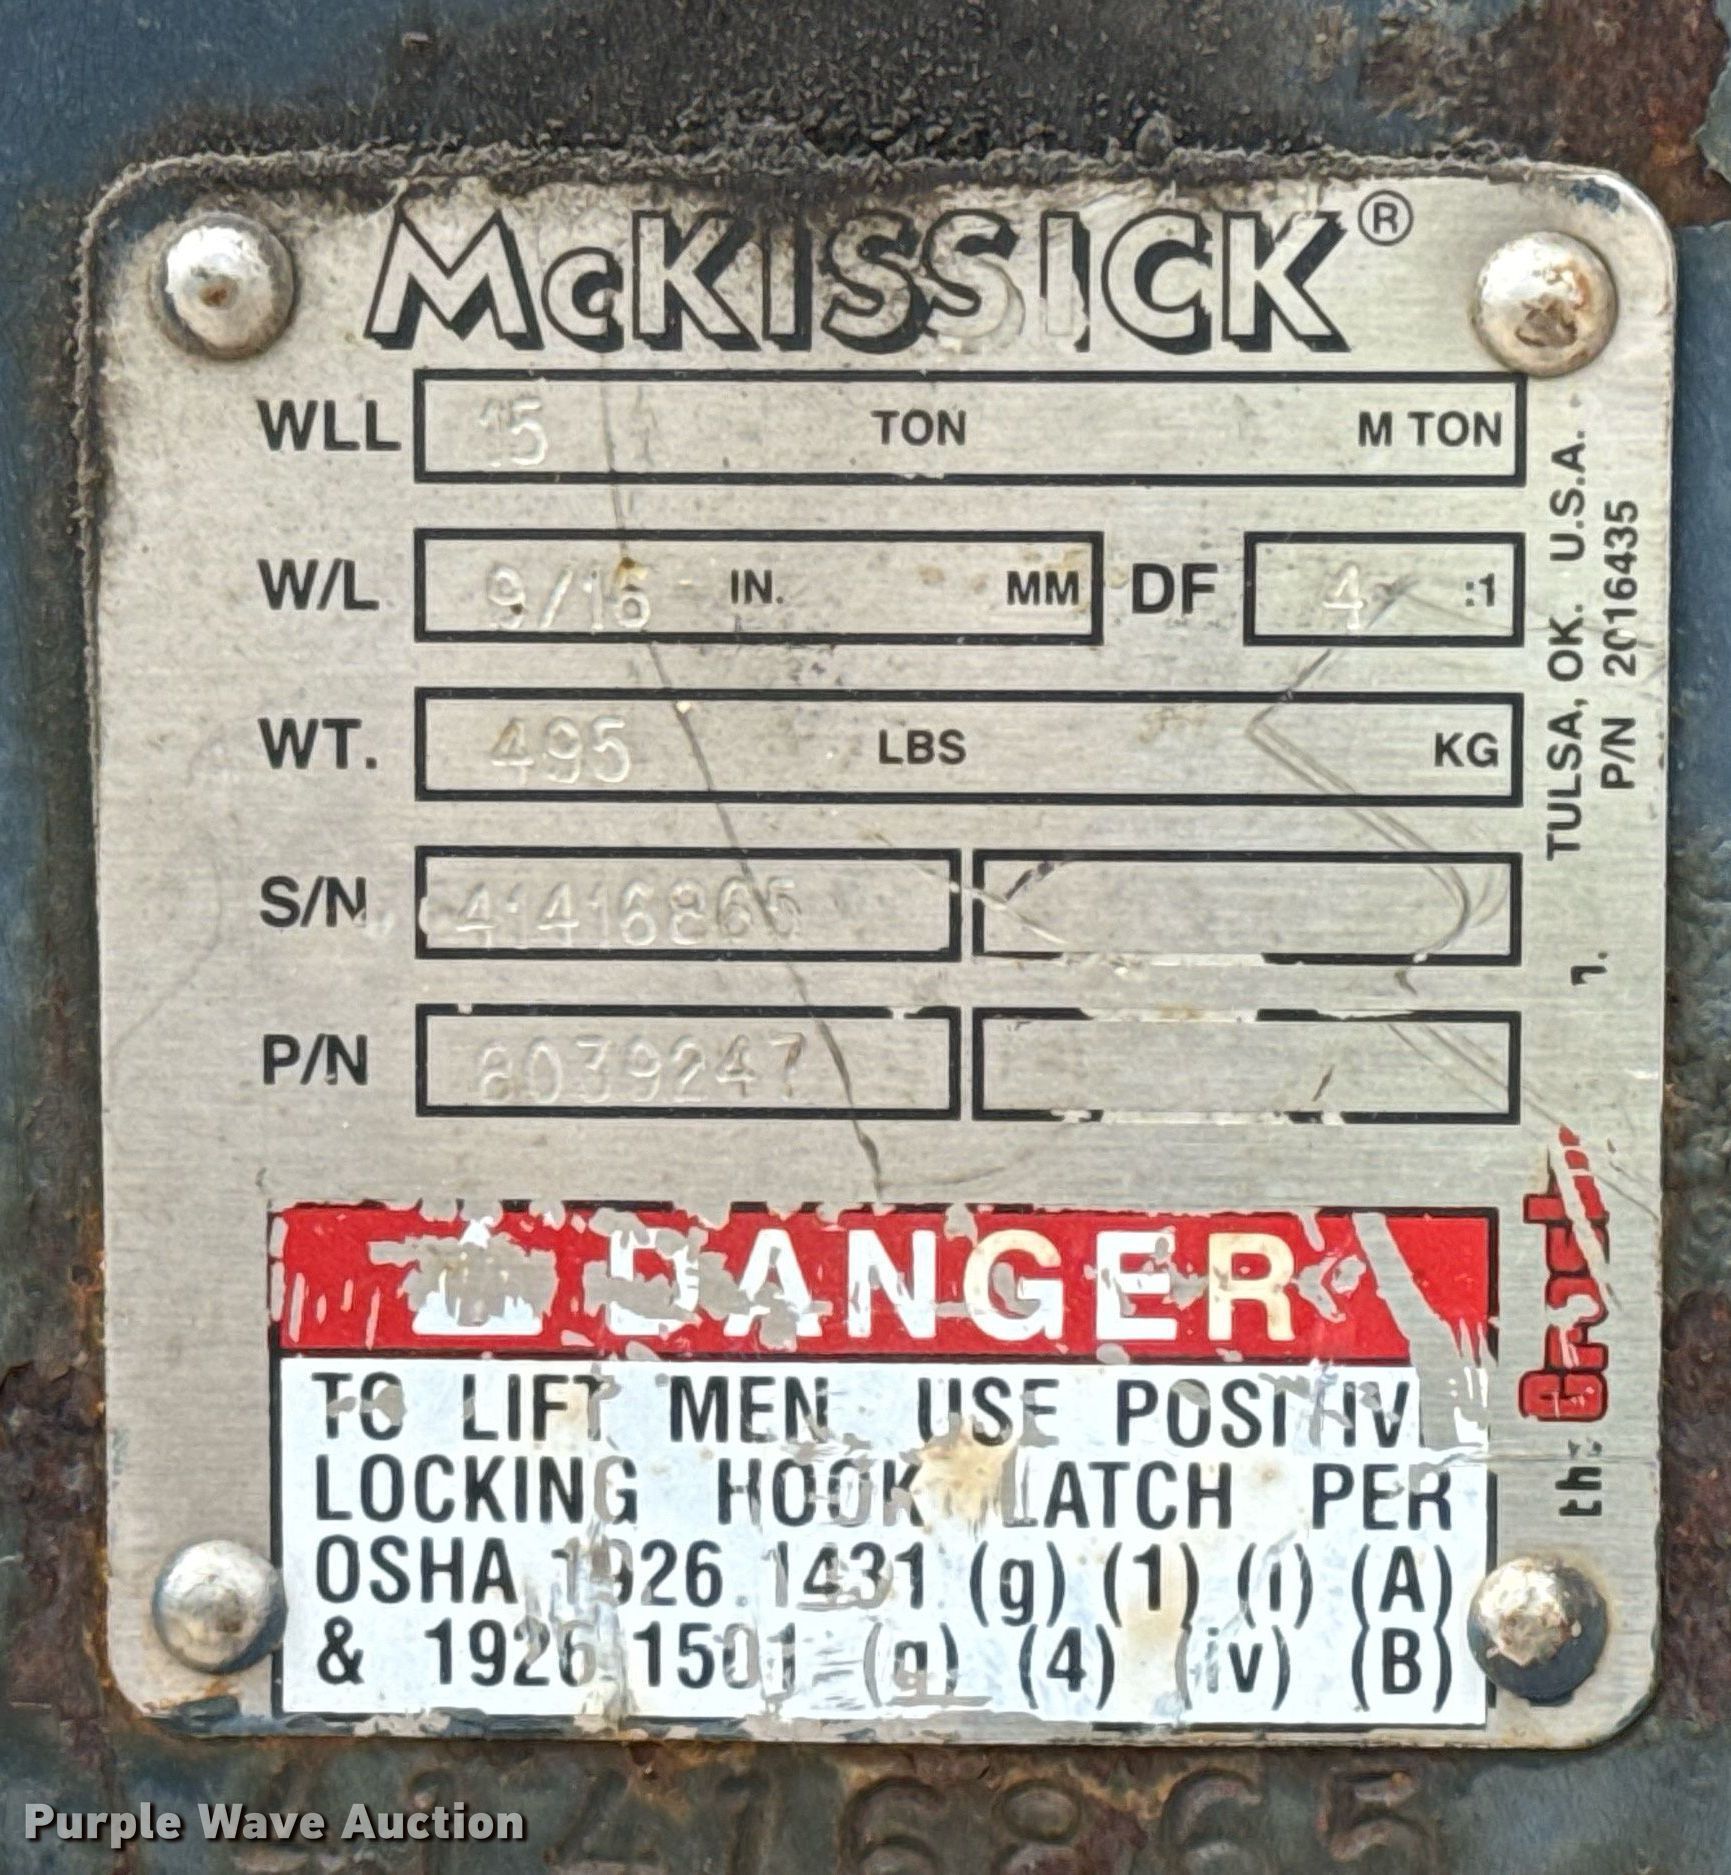 McKISSICK®
WLL 15 TON M TON
W/L 9/16 IN. MM DF 4 :1
WT. 495 LBS KG
S/N 41416865
P/N 8039247
TULSA, OK. U.S.A.
P/N 2016435
DANGER
TO LIFT MEN USE POSITIV
LOCKING HOOK LATCH PER
OSHA 1926.1431 (g) (1) (i) (A)
& 1926.1501 (g) (4) (iv) (B)
41416865
Purple Wave Auction